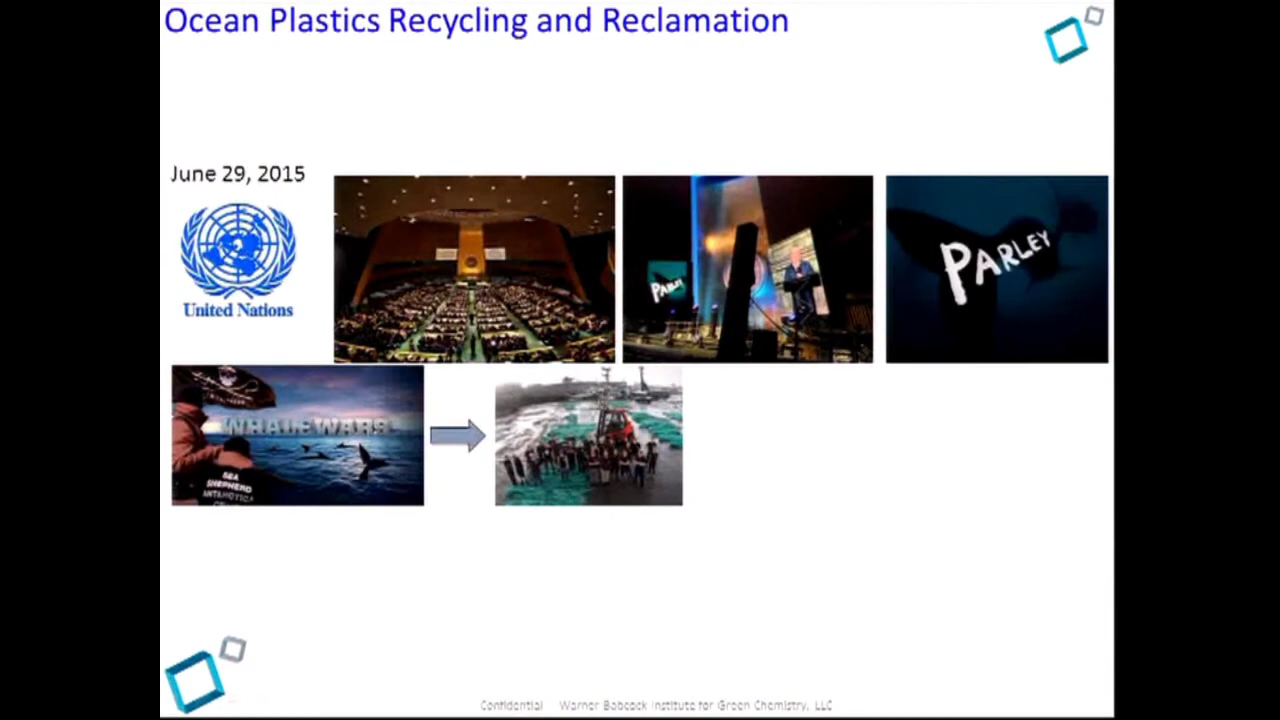 Ocean Plastics Recycling and Reclamation
June 29, 2015
United Nations
PARLEY
PARLEY
WHALE WARS
SEA
SHEPHERD
ANTARCTICA
Confidential Warner Babcock Institute for Green Chemistry, LLC